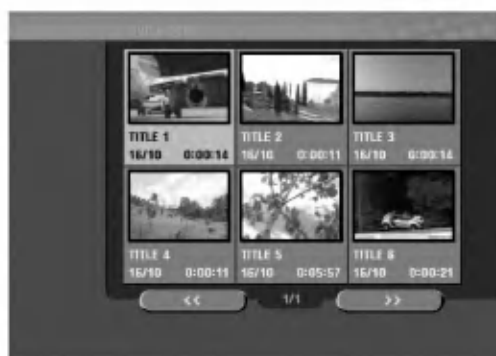 TITLE 1
16/10 0:00:14
TITLE 2
16/10 0:00:11
TITLE 3
16/10 0:00:14
TITLE 4
16/10 0:00:11
TITLE 5
16/10 0:05:57
TITLE 6
16/10 0:00:21
<< 1/1 >>